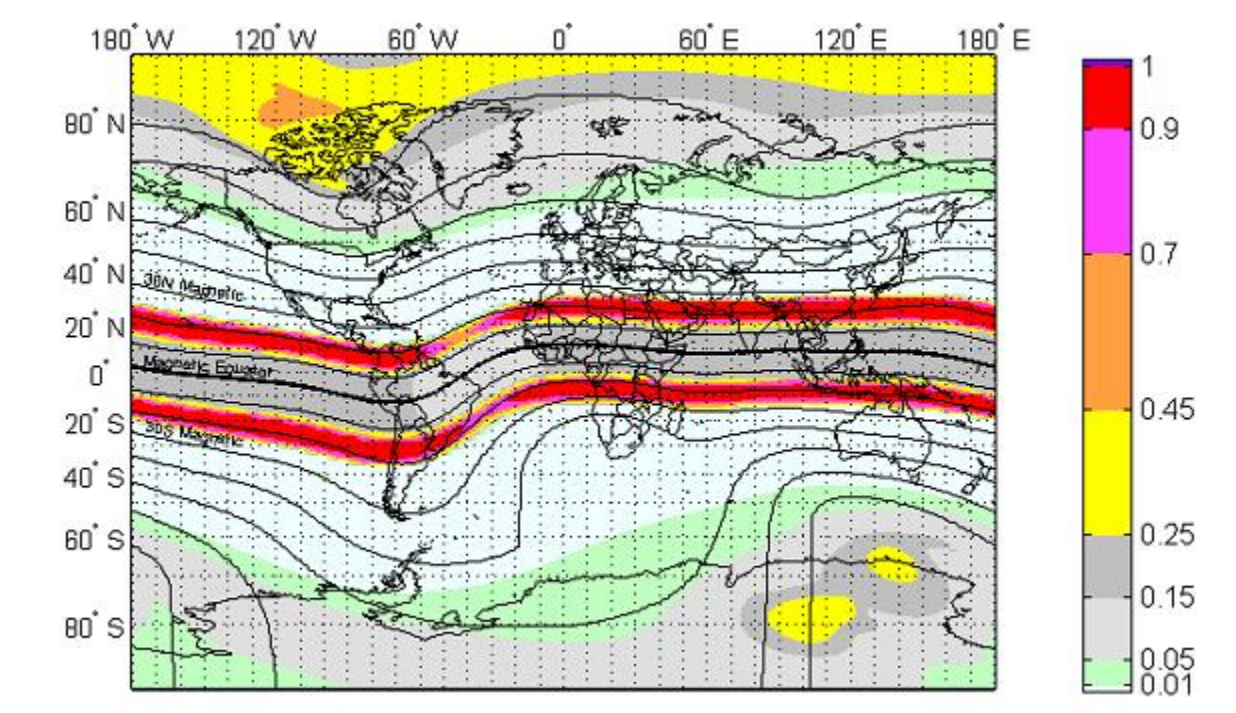 180° W 120° W 60° W 0° 60° E 120° E 180° E
80° N
60° N
40° N
20° N
0°
20° S
40° S
60° S
80° S
30N Magnetic
Magnetic Equator
30S Magnetic
1
0.9
0.7
0.45
0.25
0.15
0.05
0.01